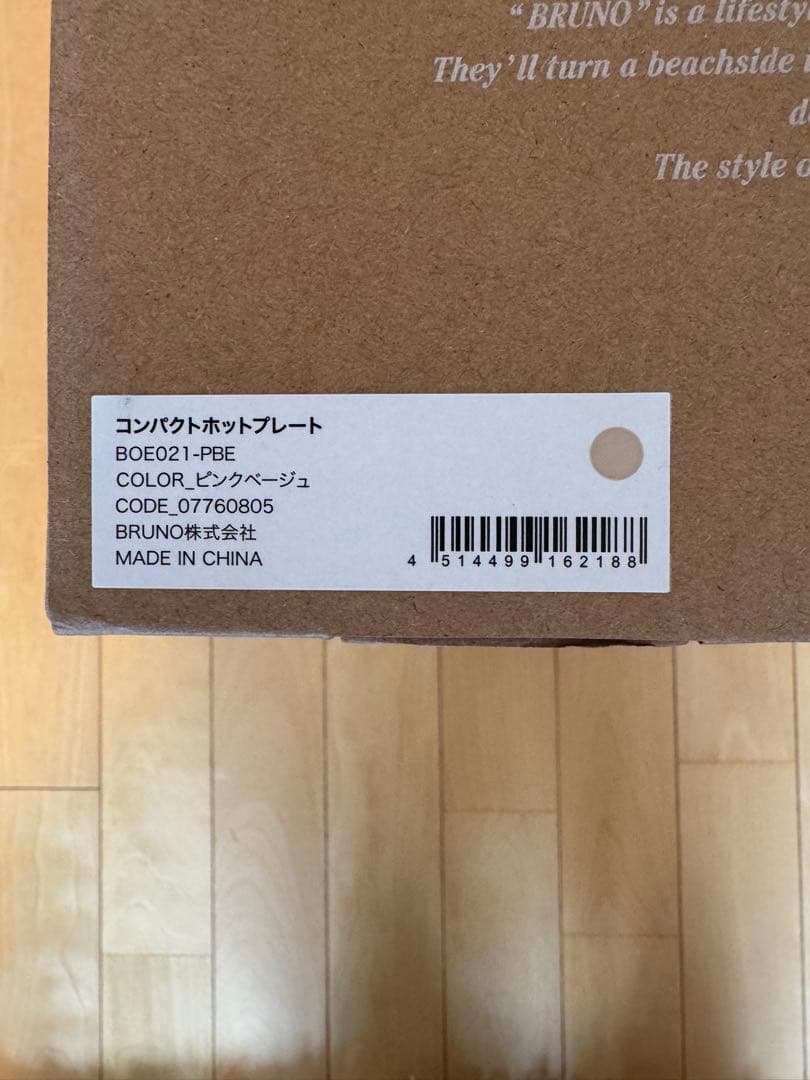 “BRUNO” is a
They’ll turn a beachside
The style
コンパクトホットプレート
BOE021-PBE
COLOR_ピンクベージュ
CODE_07760805
BRUNO株式会社
MADE IN CHINA
4 514499 162188